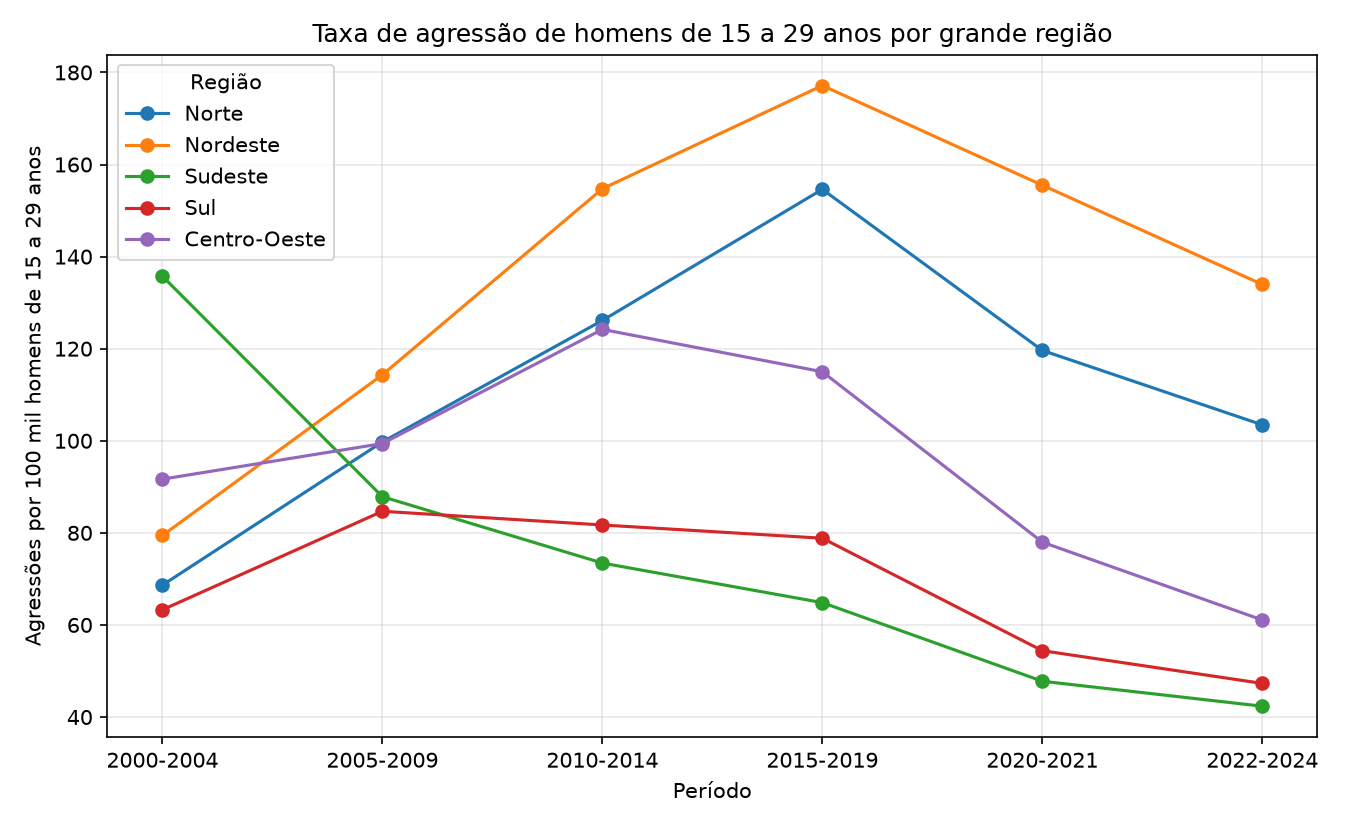 Taxa de agressão de homens de 15 a 29 anos por grande região
Agressões por 100 mil homens de 15 a 29 anos
180
160
140
120
100
80
60
40
Região
Norte
Nordeste
Sudeste
Sul
Centro-Oeste
2000-2004
2005-2009
2010-2014
2015-2019
2020-2021
2022-2024
Período